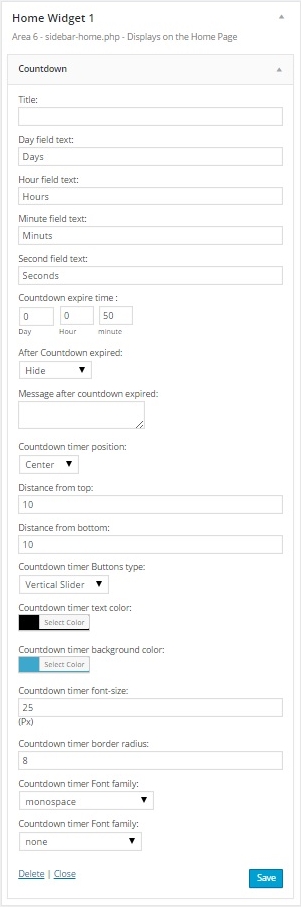 Home Widget 1
Area 6 - sidebar-home.php - Displays on the Home Page
Countdown
Title:
Day field text:
Days
Hour field text:
Hours
Minute field text:
Minuts
Second field text:
Seconds
Countdown expire time :
0 0 50
Day Hour minute
After Countdown expired:
Hide
Message after countdown expired:
Countdown timer position:
Center
Distance from top:
10
Distance from bottom:
10
Countdown timer Buttons type:
Vertical Slider
Countdown timer text color:
Select Color
Countdown timer background color:
Select Color
Countdown timer font-size:
25
(Px)
Countdown timer border radius:
8
Countdown timer Font family:
monospace
Countdown timer Font family:
none
Delete | Close Save